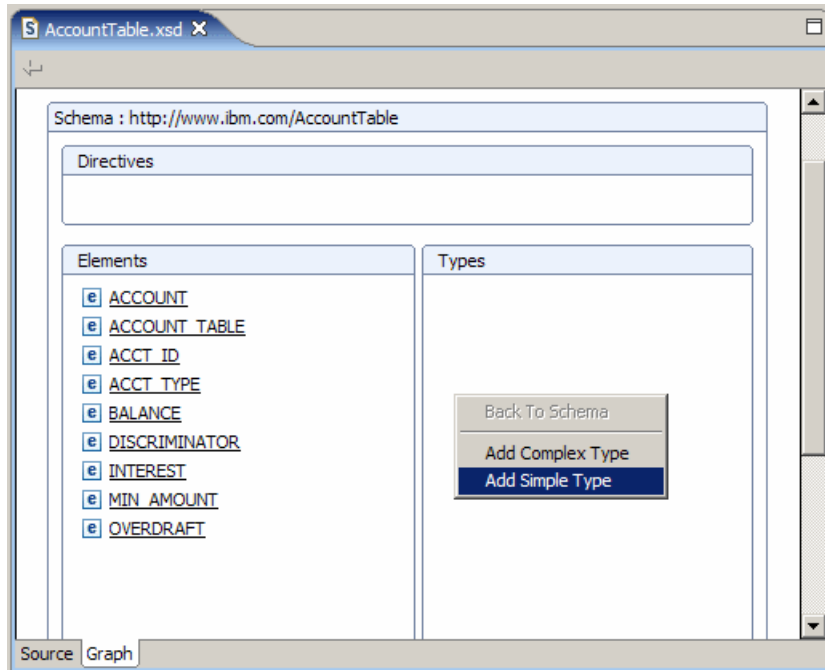 S AccountTable.xsd
Schema : http://www.ibm.com/AccountTable
Directives
Elements
e ACCOUNT
e ACCOUNT_TABLE
e ACCT_ID
e ACCT_TYPE
e BALANCE
e DISCRIMINATOR
e INTEREST
e MIN_AMOUNT
e OVERDRAFT
Types
Back To Schema
Add Complex Type
Add Simple Type
Source Graph